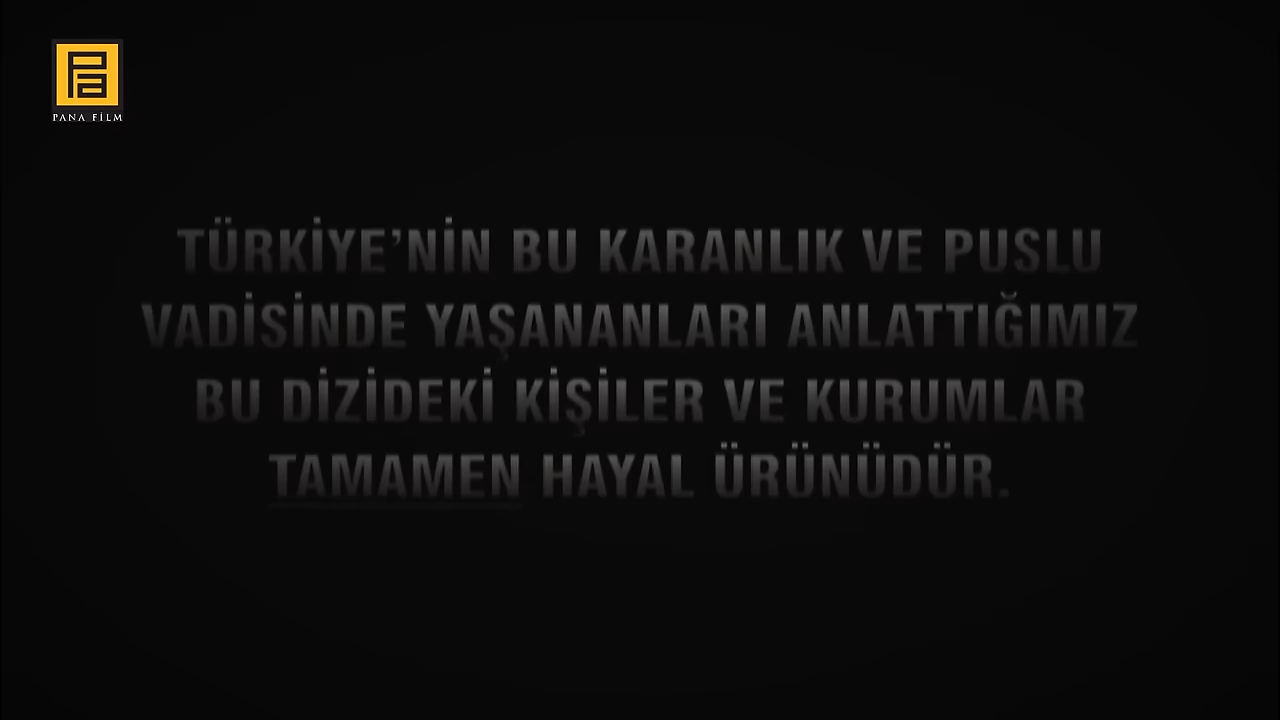 PANA FİLM
TÜRKİYE'NİN BU KARANLIK VE PUSLU
VADİSİNDE YAŞANANLARI ANLATTIĞIMIZ
BU DİZİDEKİ KİŞİLER VE KURUMLAR
TAMAMEN HAYAL ÜRÜNÜDÜR.